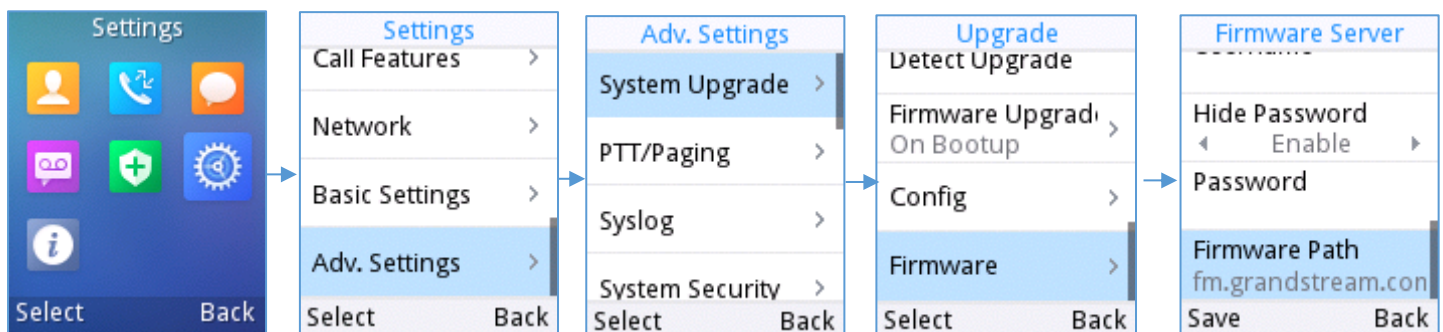 Settings
Select Back
Settings
Call Features
Network
Basic Settings
Adv. Settings
Select Back
Adv. Settings
System Upgrade
PTT/Paging
Syslog
System Security
Select Back
Upgrade
Detect Upgrade
Firmware Upgrad
On Bootup
Config
Firmware
Select Back
Firmware Server
Hide Password
Enable
Password
Firmware Path
fm.grandstream.con
Save Back